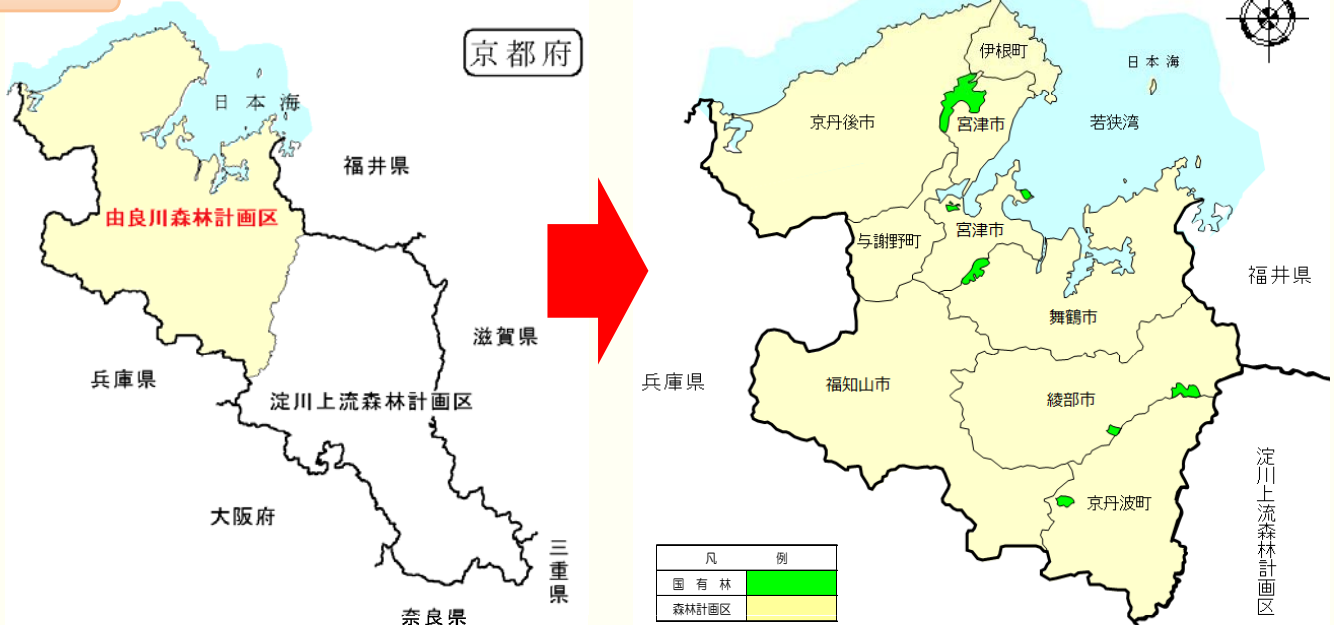 京都府
日本海
福井県
由良川森林計画区
滋賀県
兵庫県
淀川上流森林計画区
大阪府
三重県
奈良県
伊根町
日本海
京丹後市
宮津市
若狭湾
与謝野町
宮津市
福井県
舞鶴市
兵庫県
福知山市
綾部市
京丹波町
淀川上流森林計画区
凡例
国有林
森林計画区